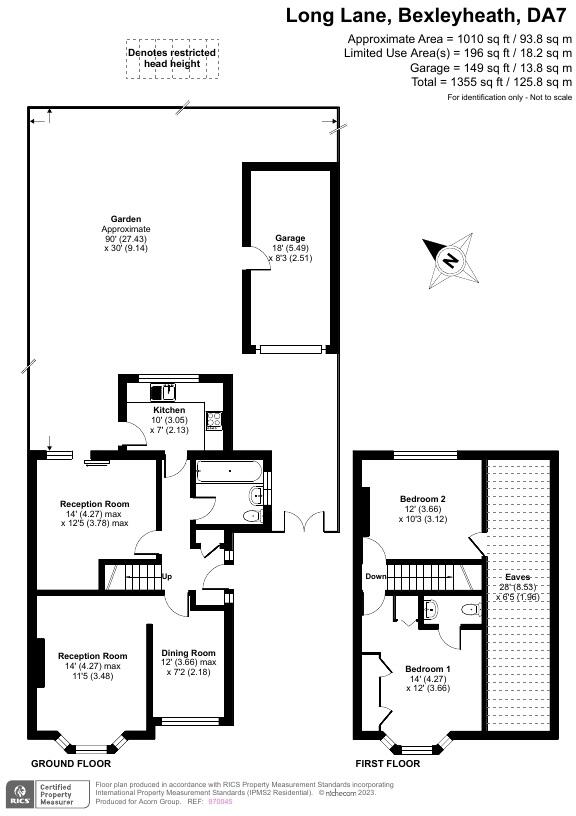 Long Lane, Bexleyheath, DA7
Approximate Area = 1010 sq ft / 93.8 sq m
Limited Use Area(s) = 196 sq ft / 18.2 sq m
Garage = 149 sq ft / 13.8 sq m
Total = 1355 sq ft / 125.8 sq m
For identification only - Not to scale
Denotes restricted
head height
Garden
Approximate
90' (27.43)
x 30' (9.14)
Garage
18' (5.49)
x 8'3 (2.51)
N
Kitchen
10' (3.05)
x 7' (2.13)
Reception Room
14' (4.27) max
x 12'5 (3.78) max
Up
Reception Room
14' (4.27) max
11'5 (3.48)
Dining Room
12' (3.66) max
x 7'2 (2.18)
GROUND FLOOR
Bedroom 2
12' (3.66)
x 10'3 (3.12)
Down
Eaves
28' (8.53)
x 6'5 (1.96)
Bedroom 1
14' (4.27)
x 12' (3.66)
FIRST FLOOR
RICS
Certified
Property
Measurer
Floor plan produced in accordance with RICS Property Measurement Standards incorporating
International Property Measurement Standards (IPMS2 Residential). © nichecom 2023.
Produced for Acorn Group. REF: 970045